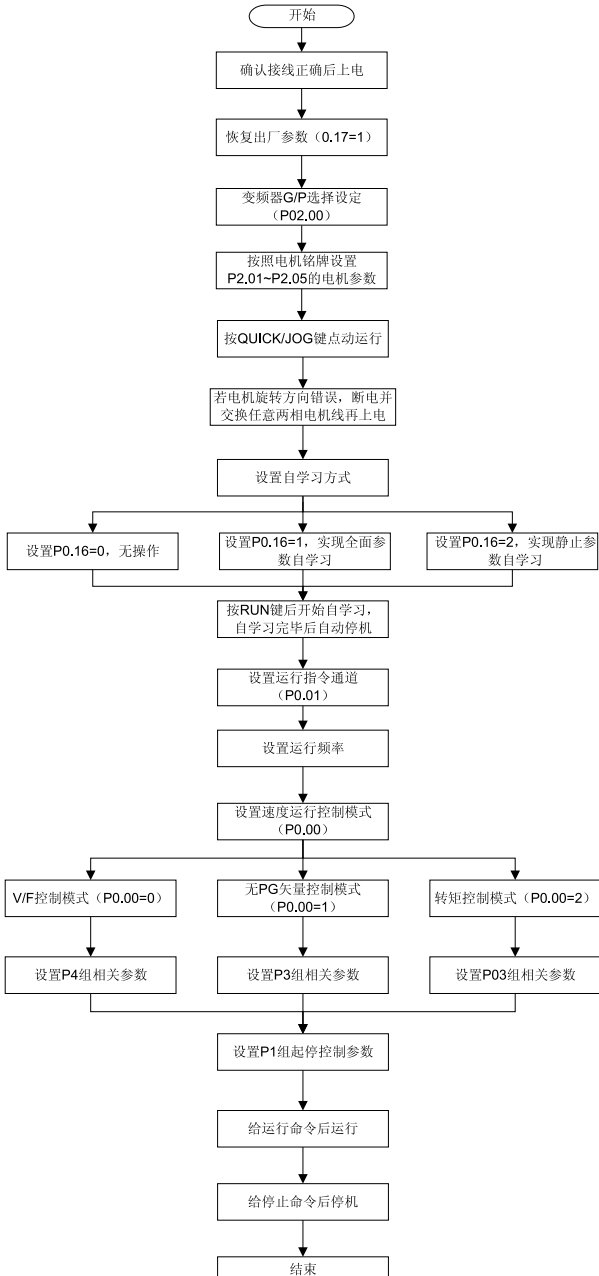 开始
确认接线正确后上电
恢复出厂参数（0.17=1）
变频器G/P选择设定
（P02.00）
按照电机铭牌设置
P2.01~P2.05的电机参数
按QUICK/JOG键点动运行
若电机旋转方向错误，断电并
交换任意两相电机线再上电
设置自学习方式
设置P0.16=0，无操作
设置P0.16=1，实现全面参
数自学习
设置P0.16=2，实现静止参
数自学习
按RUN键后开始自学习，
自学习完毕后自动停机
设置运行指令通道
（P0.01）
设置运行频率
设置速度运行控制模式
（P0.00）
V/F控制模式（P0.00=0）
无PG矢量控制模式
（P0.00=1）
转矩控制模式（P0.00=2）
设置P4组相关参数
设置P3组相关参数
设置P03组相关参数
设置P1组起停控制参数
给运行命令后运行
给停止命令后停机
结束